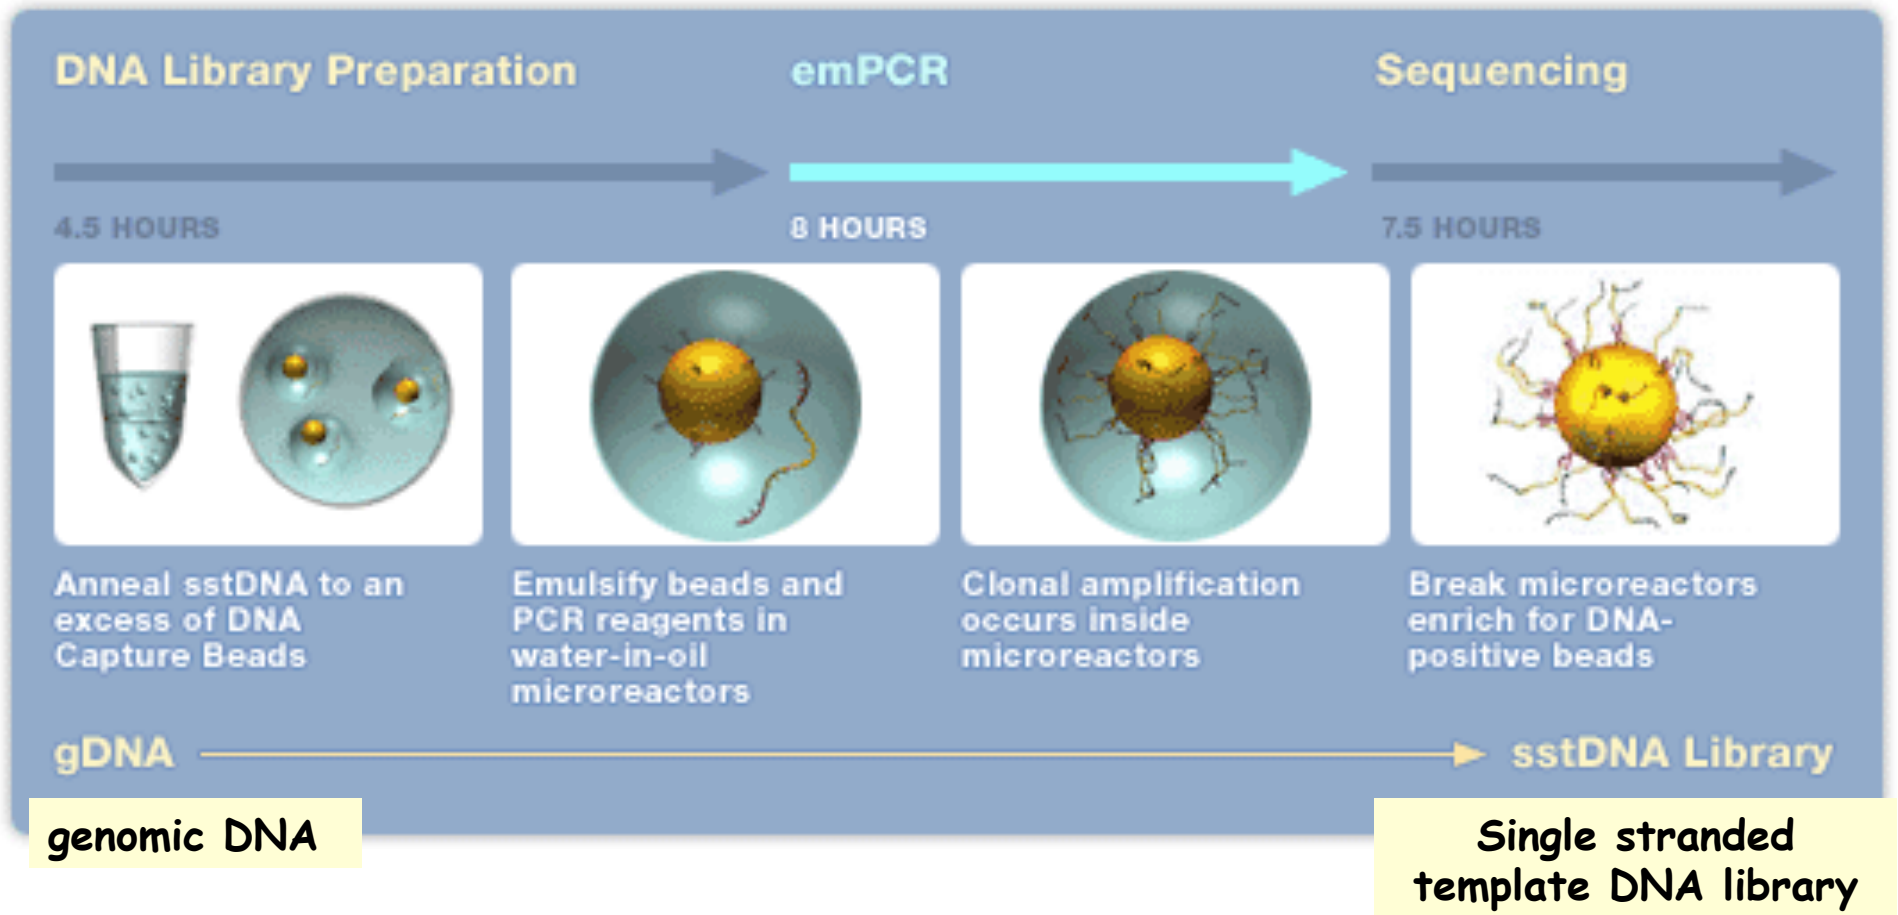 DNA Library Preparation
emPCR
Sequencing
4.5 HOURS
8 HOURS
7.5 HOURS
Anneal sstDNA to an
excess of DNA
Capture Beads
Emulsify beads and
PCR reagents in
water-in-oil
microreactors
Clonal amplification
occurs inside
microreactors
Break microreactors
enrich for DNA-
positive beads
gDNA
sstDNA Library
genomic DNA
Single stranded
template DNA library